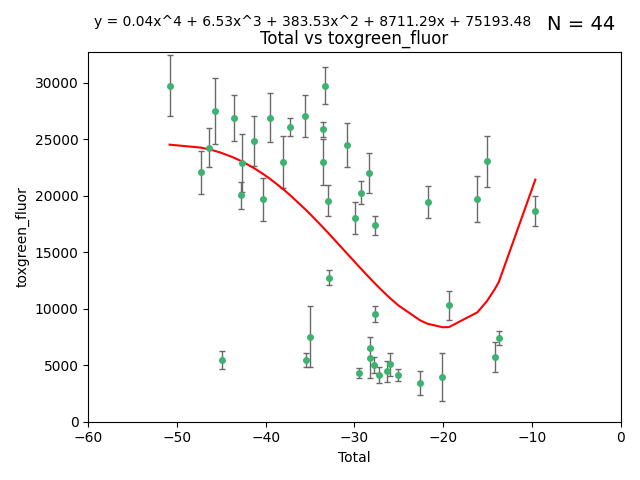 y = 0.04x^4 + 6.53x^3 + 383.53x^2 + 8711.29x + 75193.48
N = 44
Total vs toxgreen_fluor
30000
25000
20000
15000
10000
5000
0
toxgreen_fluor
−60 −50 −40 −30 −20 −10 0
Total